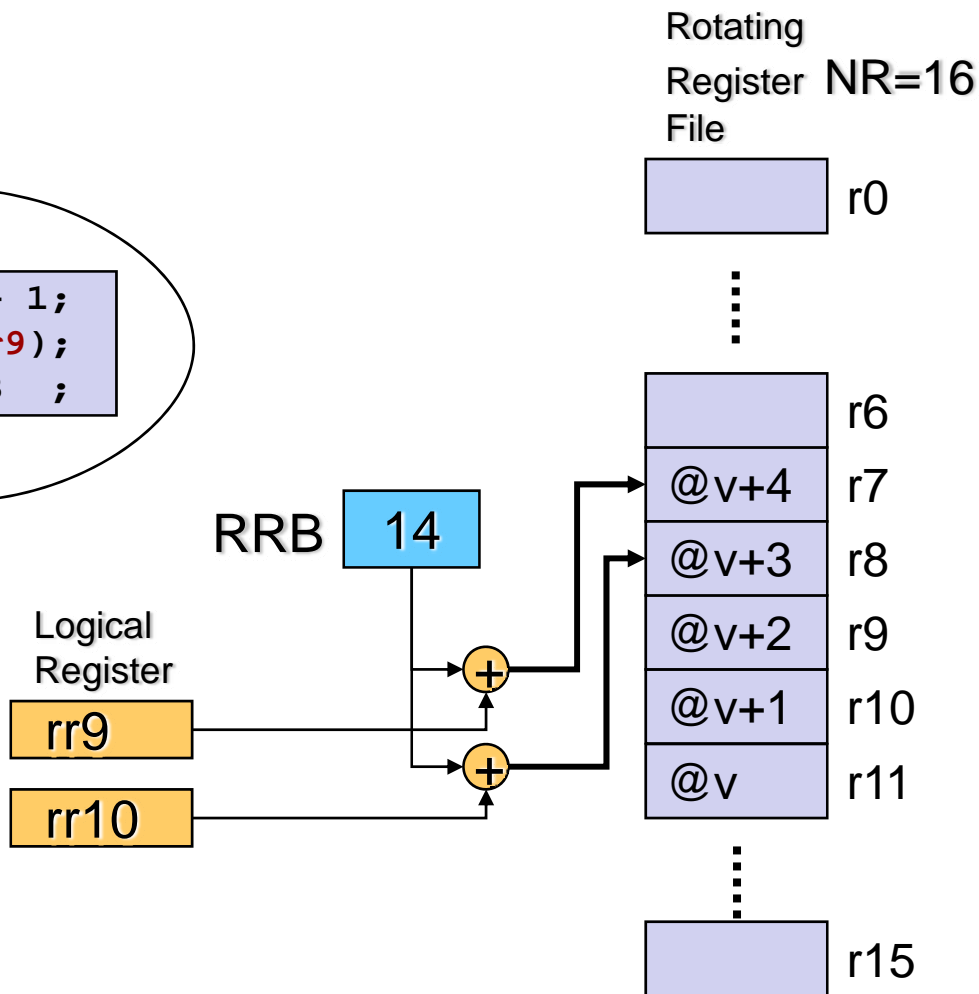 Rotating
Register NR=16
File
r0
1;
9);
;
r6
@v+4 r7
RRB 14
@v+3 r8
Logical
Register
@v+2 r9
rr9
@v+1 r10
rr10
@v r11
r15